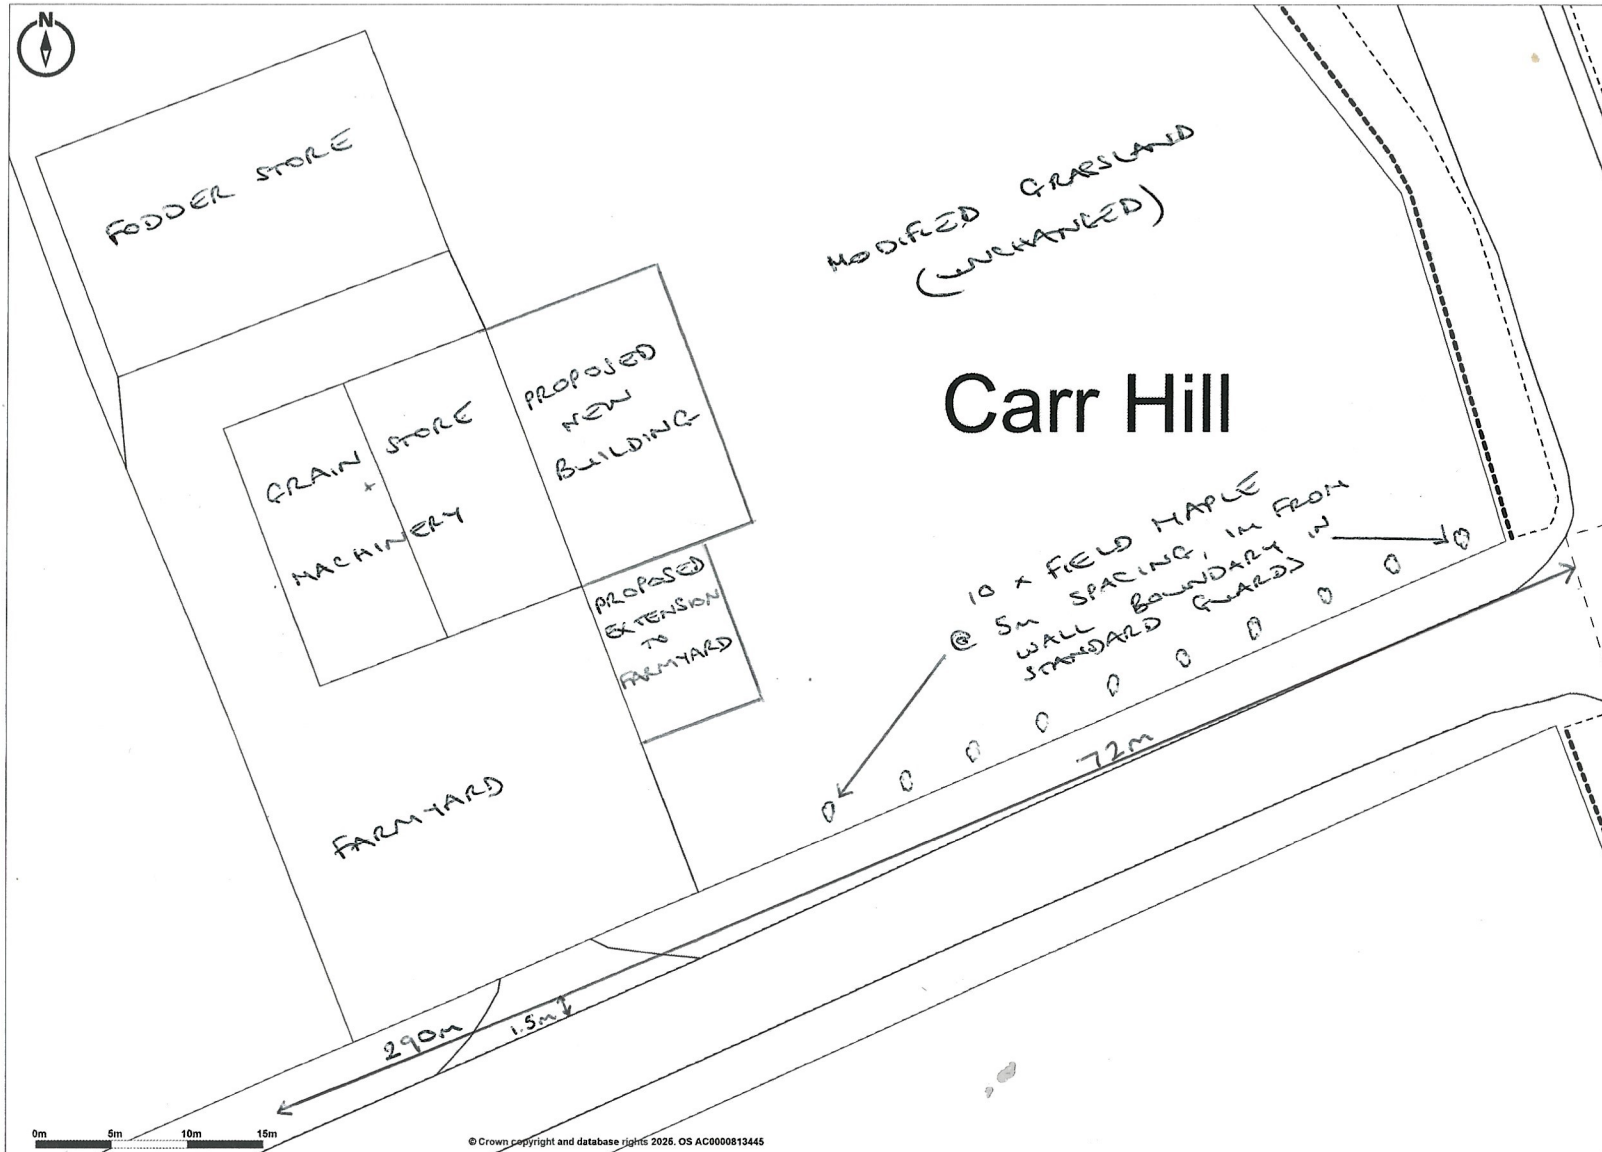 N
FODDER STORE
MODIFIED GRASSLAND
(UNCHANGED)
PROPOSED
NEW
BUILDING
Carr Hill
GRAIN STORE
MACHINERY
10 x FIELD MAPLE
@ 5m SPACING, 1m FROM
WALL BOUNDARY IN
STANDARD GUARDS
PROPOSED
EXTENSION
TO
FARMYARD
72m
FARMYARD
290m
1.5m
0m 5m 10m 15m
© Crown copyright and database rights 2026. OS AC0000813445